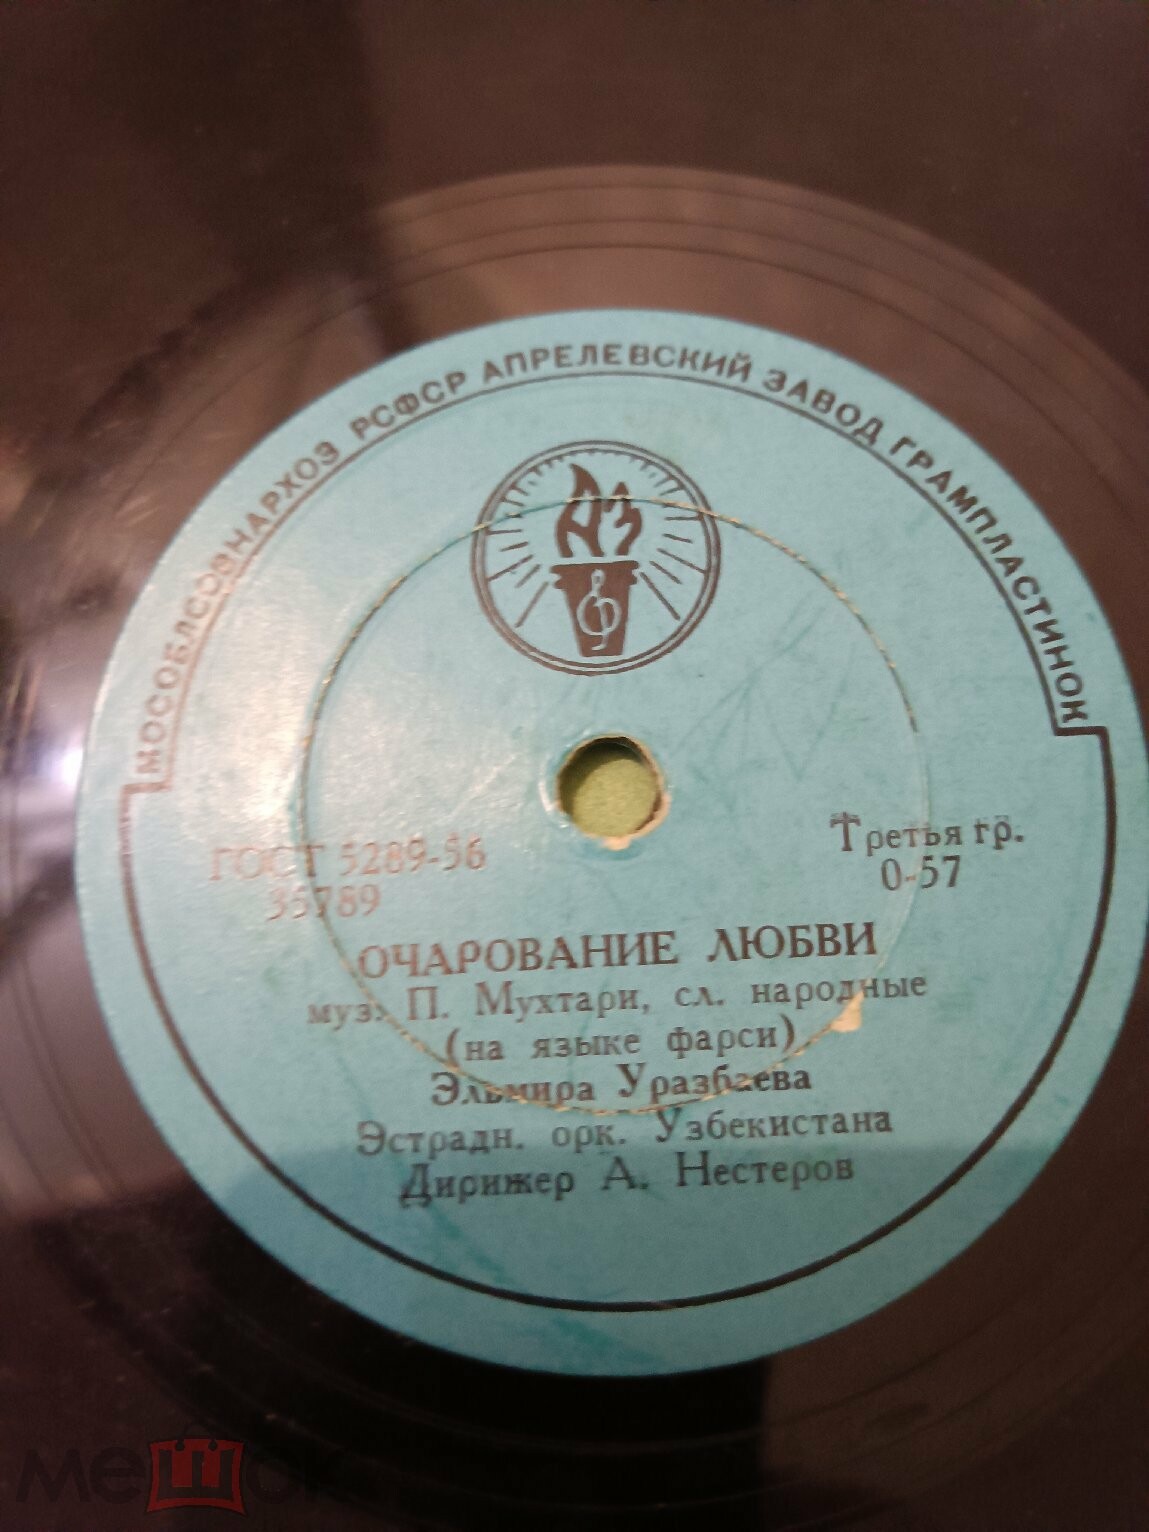 МОСОБЛСОВНАРХОЗ РСФСР АПРЕЛЕВСКИЙ ЗАВОД ГРАМПЛАСТИНОК
АЗ
ГОСТ 5289-56
35789
Третья гр.
0-57
ОЧАРОВАНИЕ ЛЮБВИ
муз. П. Мухтари, сл. народные
(на языке фарси)
Эльмира Уразбаева
Эстрадн. орк. Узбекистана
Дирижер А. Нестеров
мешок